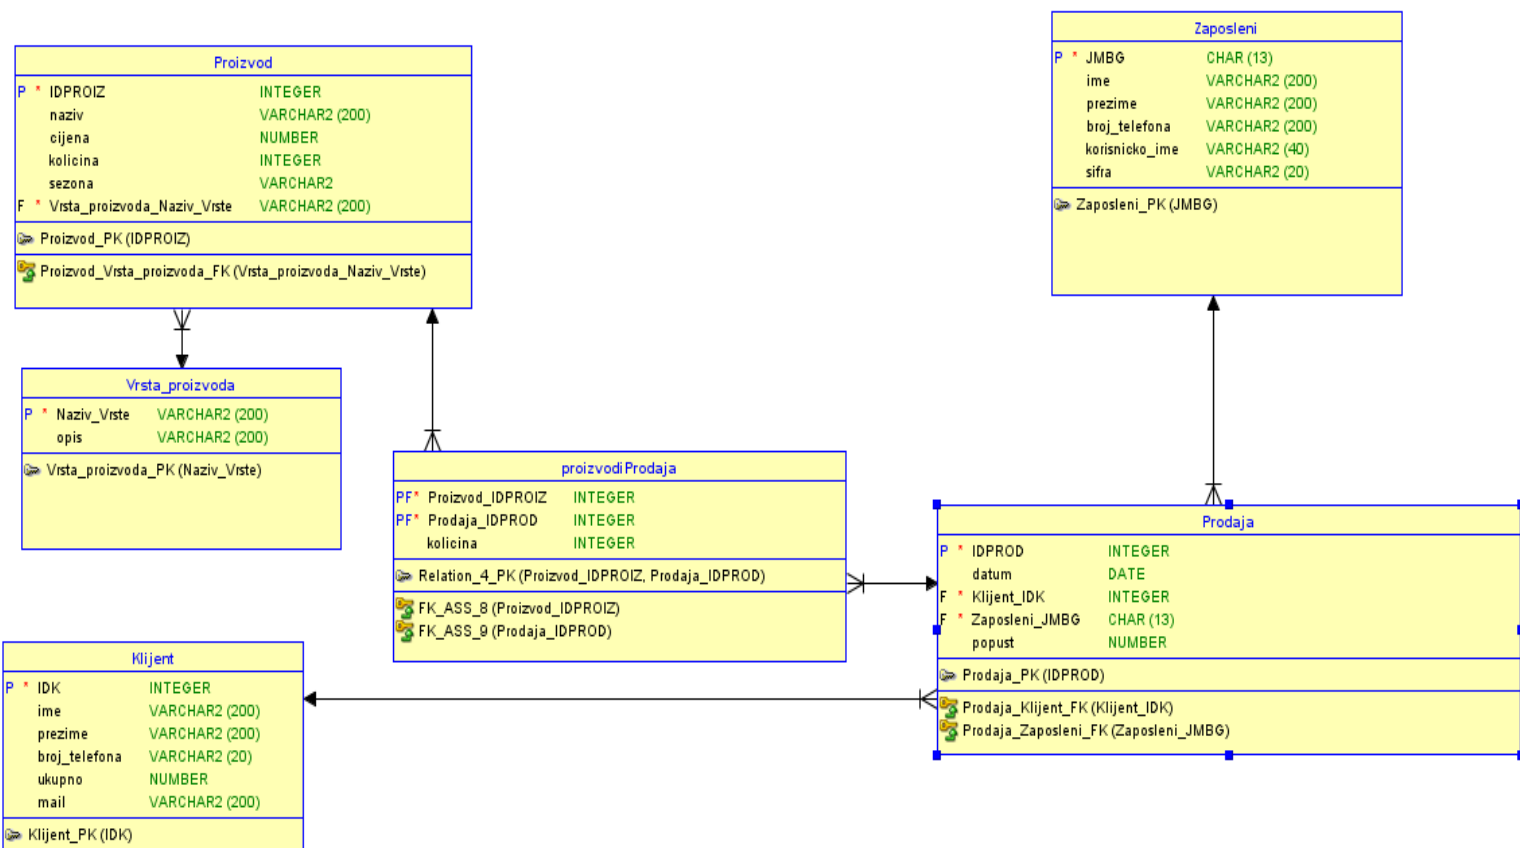 Proizvod
P * IDPROIZ INTEGER
naziv VARCHAR2 (200)
cijena NUMBER
kolicina INTEGER
sezona VARCHAR2
F * Vrsta_proizvoda_Naziv_Vrste VARCHAR2 (200)
Proizvod_PK (IDPROIZ)
Proizvod_Vrsta_proizvoda_FK (Vrsta_proizvoda_Naziv_Vrste)
Zaposleni
P * JMBG CHAR (13)
ime VARCHAR2 (200)
prezime VARCHAR2 (200)
broj_telefona VARCHAR2 (200)
korisnicko_ime VARCHAR2 (40)
sifra VARCHAR2 (20)
Zaposleni_PK (JMBG)
Vrsta_proizvoda
P * Naziv_Vrste VARCHAR2 (200)
opis VARCHAR2 (200)
Vrsta_proizvoda_PK (Naziv_Vrste)
proizvodiProdaja
PF* Proizvod_IDPROIZ INTEGER
PF* Prodaja_IDPROD INTEGER
kolicina INTEGER
Relation_4_PK (Proizvod_IDPROIZ, Prodaja_IDPROD)
FK_ASS_8 (Proizvod_IDPROIZ)
FK_ASS_9 (Prodaja_IDPROD)
Prodaja
P * IDPROD INTEGER
datum DATE
F * Klijent_IDK INTEGER
F * Zaposleni_JMBG CHAR (13)
popust NUMBER
Prodaja_PK (IDPROD)
Prodaja_Klijent_FK (Klijent_IDK)
Prodaja_Zaposleni_FK (Zaposleni_JMBG)
Klijent
P * IDK INTEGER
ime VARCHAR2 (200)
prezime VARCHAR2 (200)
broj_telefona VARCHAR2 (20)
ukupno NUMBER
mail VARCHAR2 (200)
Klijent_PK (IDK)